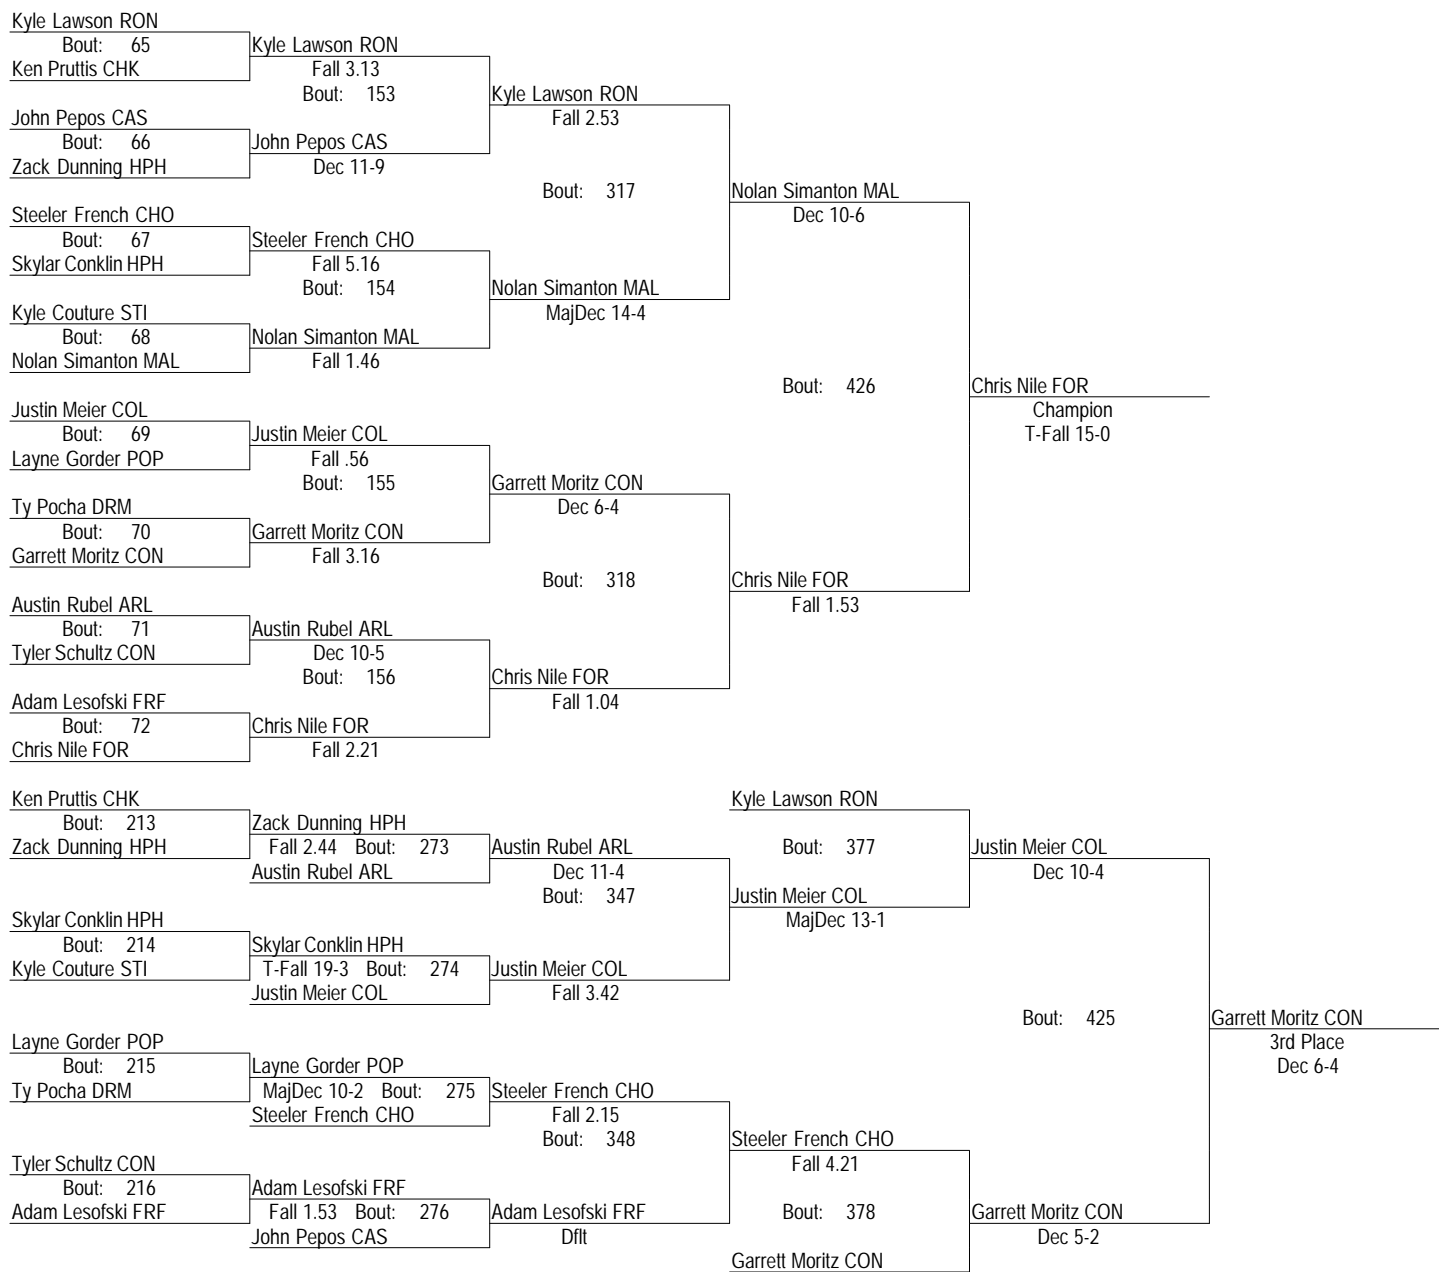 Kyle Lawson RON
Bout: 65
Kyle Lawson RON
Ken Pruttis CHK
Fall 3.13
Bout: 153
Kyle Lawson RON
John Pepos CAS
Fall 2.53
Bout: 66
John Pepos CAS
Zack Dunning HPH
Dec 11-9
Bout: 317
Nolan Simanton MAL
Steeler French CHO
Dec 10-6
Bout: 67
Steeler French CHO
Skylar Conklin HPH
Fall 5.16
Bout: 154
Nolan Simanton MAL
Kyle Couture STI
MajDec 14-4
Bout: 68
Nolan Simanton MAL
Nolan Simanton MAL
Fall 1.46
Bout: 426
Chris Nile FOR
Justin Meier COL
Champion
Bout: 69
Justin Meier COL
T-Fall 15-0
Layne Gorder POP
Fall .56
Bout: 155
Garrett Moritz CON
Ty Pocha DRM
Dec 6-4
Bout: 70
Garrett Moritz CON
Garrett Moritz CON
Fall 3.16
Bout: 318
Chris Nile FOR
Austin Rubel ARL
Fall 1.53
Bout: 71
Austin Rubel ARL
Tyler Schultz CON
Dec 10-5
Bout: 156
Chris Nile FOR
Adam Lesofski FRF
Fall 1.04
Bout: 72
Chris Nile FOR
Chris Nile FOR
Fall 2.21
Ken Pruttis CHK
Kyle Lawson RON
Bout: 213
Zack Dunning HPH
Zack Dunning HPH
Fall 2.44 Bout: 273
Austin Rubel ARL
Bout: 377
Justin Meier COL
Austin Rubel ARL
Dec 11-4
Dec 10-4
Bout: 347
Justin Meier COL
Skylar Conklin HPH
MajDec 13-1
Bout: 214
Skylar Conklin HPH
Kyle Couture STI
T-Fall 19-3 Bout: 274
Justin Meier COL
Justin Meier COL
Fall 3.42
Bout: 425
Garrett Moritz CON
Layne Gorder POP
3rd Place
Bout: 215
Layne Gorder POP
Dec 6-4
Ty Pocha DRM
MajDec 10-2 Bout: 275
Steeler French CHO
Steeler French CHO
Fall 2.15
Bout: 348
Steeler French CHO
Tyler Schultz CON
Fall 4.21
Bout: 216
Adam Lesofski FRF
Adam Lesofski FRF
Fall 1.53 Bout: 276
Adam Lesofski FRF
Bout: 378
Garrett Moritz CON
John Pepos CAS
Dflt
Dec 5-2
Garrett Moritz CON